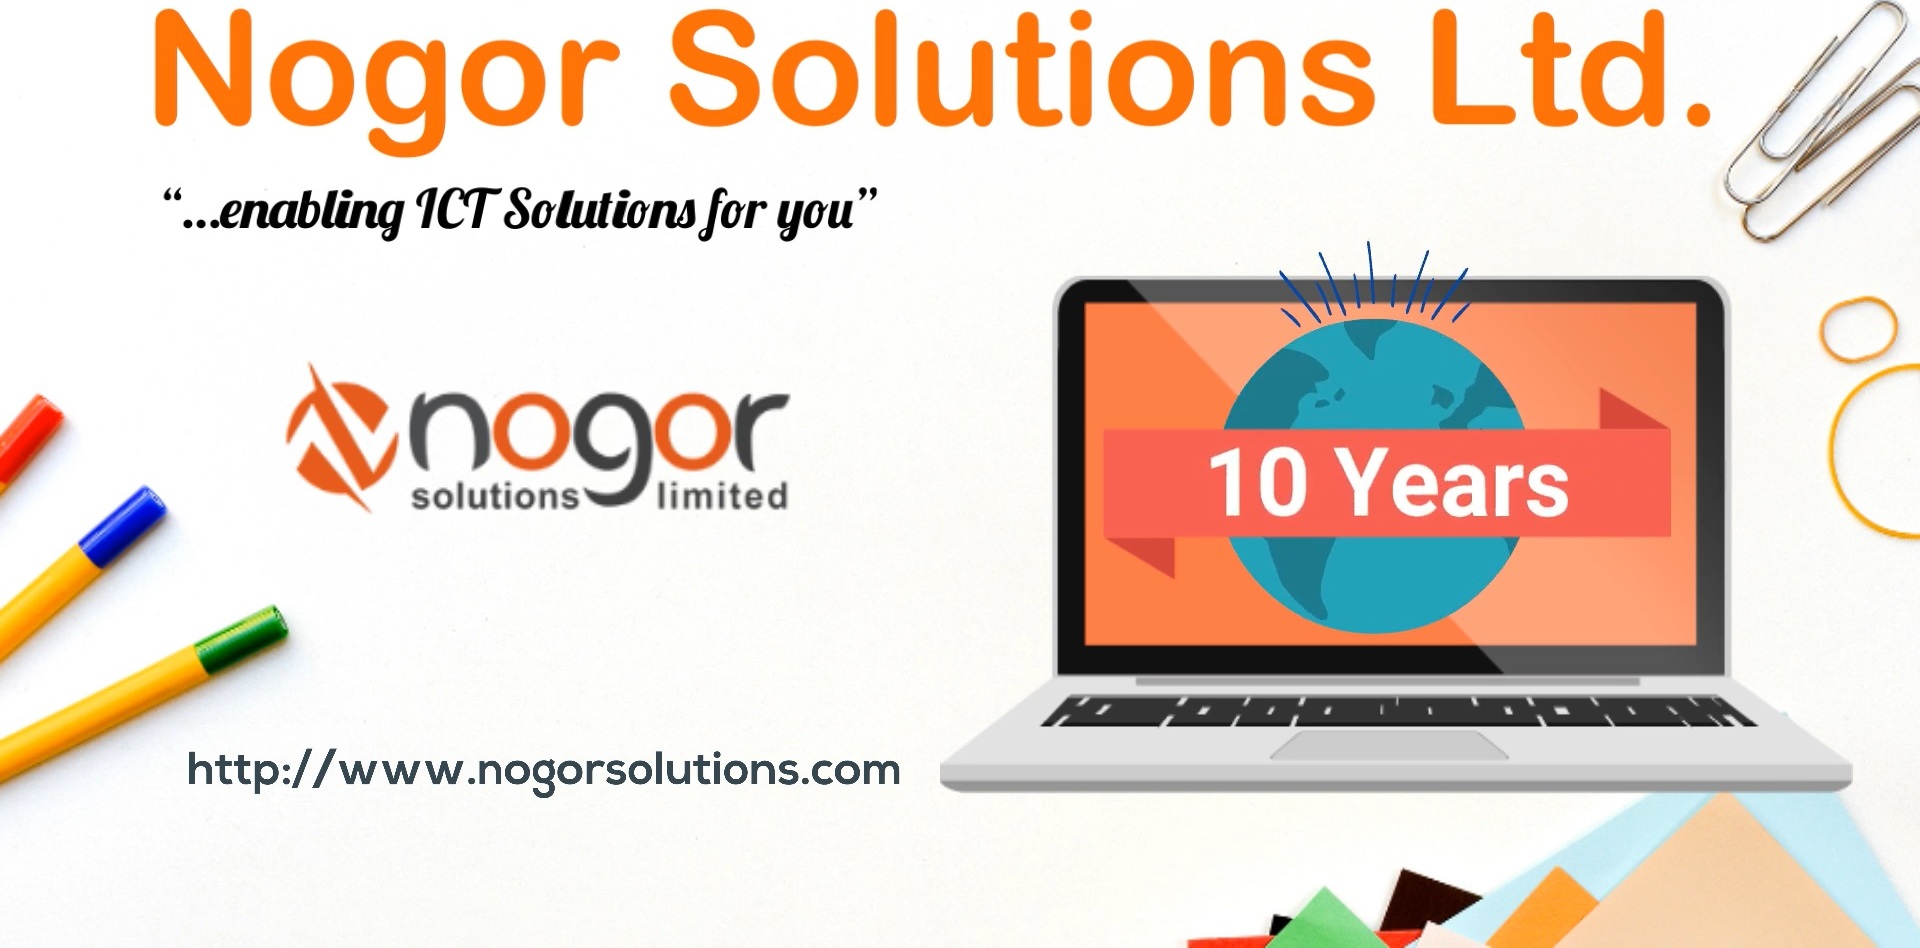 Nogor Solutions Ltd.
“...enabling ICT Solutions for you”
nogor
solutions limited
10 Years
http://www.nogorsolutions.com